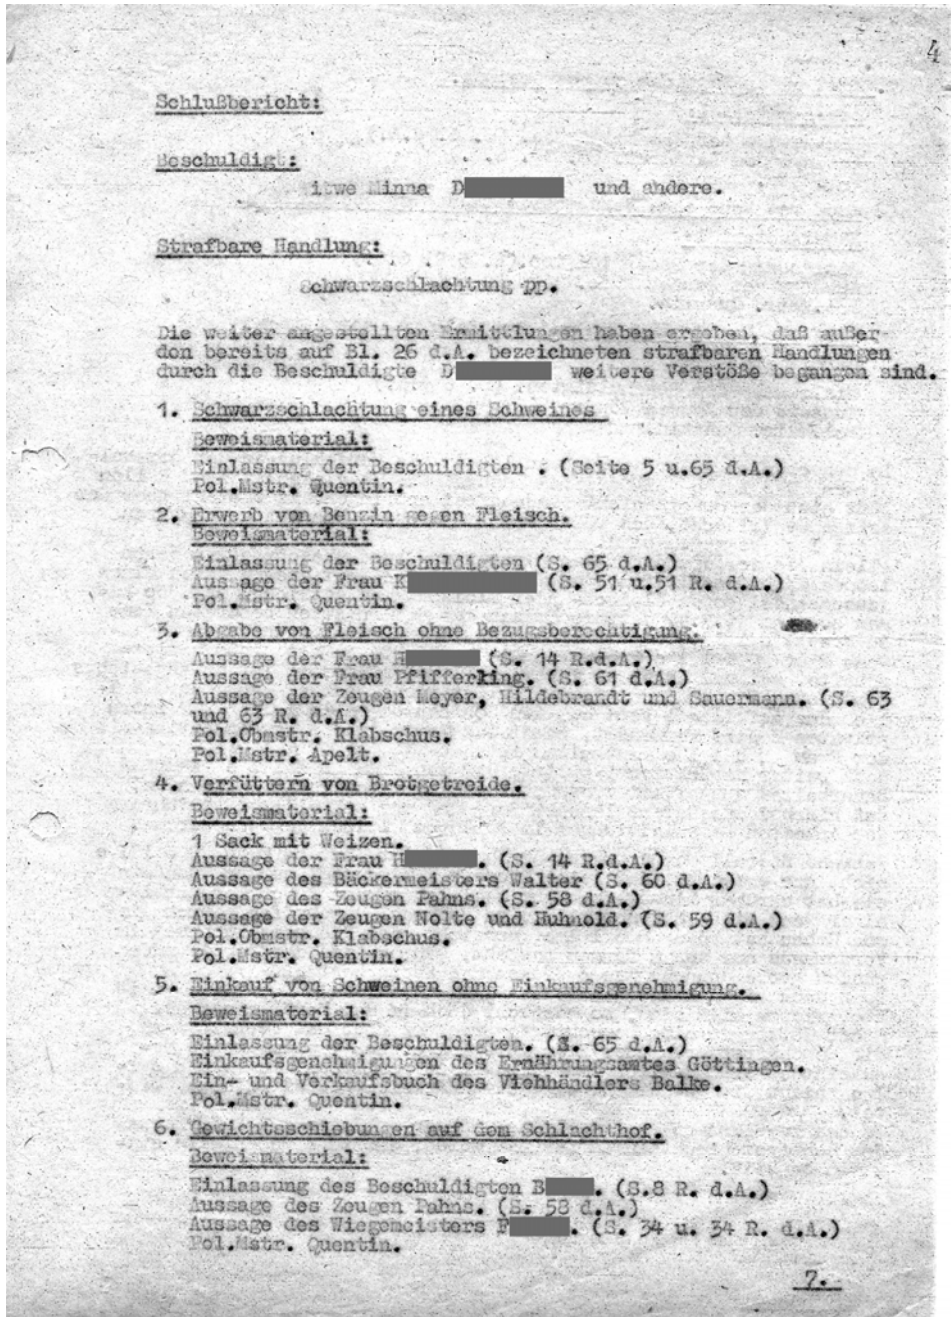 4
Schlußbericht:
Beschuldigt:
Witwe Minna D und andere.
Strafbare Handlung:
Schwarzschlachtung pp.
Die weiter angestellten Ermittlungen haben ergeben, daß außer-
den bereits auf Bl. 26 d.A. bezeichneten strafbaren Handlungen
durch die Beschuldigte D weitere Verstöße begangen sind.
1. Schwarzschlachtung eines Schweines
Beweismaterial:
Einlassung der Beschuldigten . (Seite 5 u.65 d.A.)
Pol.Mstr. Quentin.
2. Erwerb von Benzin gegen Fleisch.
Beweismaterial:
Einlassung der Beschuldigten (S. 65 d.A.)
Aussage der Frau K (S. 51 u.51 R. d.A.)
Pol.Mstr. Quentin.
3. Abgabe von Fleisch ohne Bezugsberechtigung.
Aussage der Frau H (S. 14 R.d.A.)
Aussage der Frau Pfifferling. (S. 61 d.A.)
Aussage der Zeugen Meyer, Hildebrandt und Sauermann. (S. 63
und 63 R. d.A.)
Pol.Obmstr. Klabschus.
Pol.Mstr. Apelt.
4. Verfüttern von Brotgetreide.
Beweismaterial:
1 Sack mit Weizen.
Aussage der Frau H. (S. 14 R.d.A.)
Aussage des Bäckermeisters Walter (S. 60 d.A.)
Aussage des Zeugen Pahns. (S. 58 d.A.)
Aussage der Zeugen Nolte und Huhnold. (S. 59 d.A.)
Pol.Obmstr. Klabschus.
Pol.Mstr. Quentin.
5. Einkauf von Schweinen ohne Einkaufsgenehmigung.
Beweismaterial:
Einlassung der Beschuldigten. (S. 65 d.A.)
Einkaufsgenehmigungen des Ernährungsamtes Göttingen.
Ein- und Verkaufsbuch des Viehhändlers Balke.
Pol.Mstr. Quentin.
6. Gewichtsschiebungen auf dem Schlachthof.
Beweismaterial:
Einlassung des Beschuldigten B. (S.8 R. d.A.)
Aussage des Zeugen Pahns. (S. 58 d.A.)
Aussage des Wiegemeisters F. (S. 34 u. 34 R. d.A.)
Pol.Mstr. Quentin.
7.